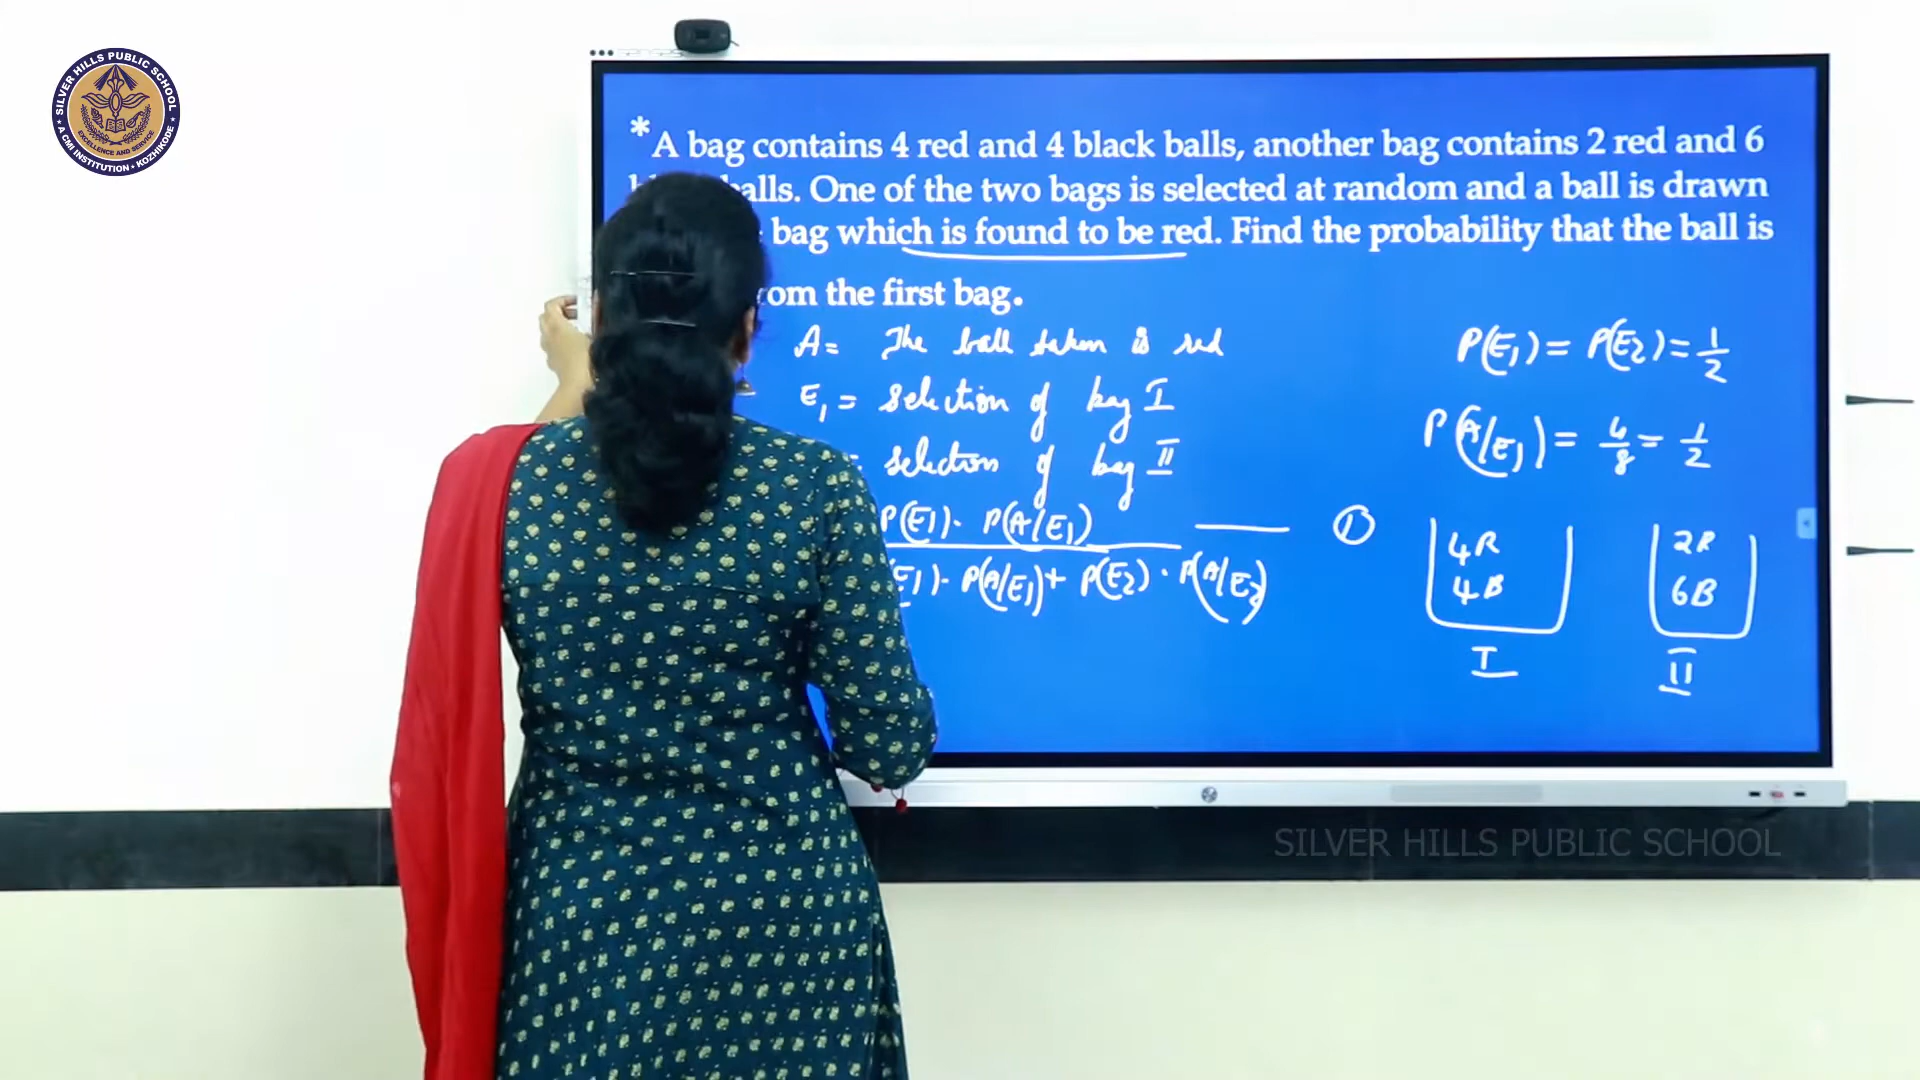 SILVER HILLS PUBLIC SCHOOL
EXCELLENCE AND SERVICE
A CMI INSTITUTION • KOZHIKODE
*A bag contains 4 red and 4 black balls, another bag contains 2 red and 6
balls. One of the two bags is selected at random and a ball is drawn
bag which is found to be red. Find the probability that the ball is
from the first bag.
A = The ball taken is red
E₁ = Selection of bag I
= Selection of bag II
P(E1) · P(A/E₁)
E1) · P(A/E1) + P(E2) · P(A/E2)
①
P(E₁) = P(E2) = 1/2
P(A/E₁) = 4/8 = 1/2
4R
4B
I
2R
6B
II
SILVER HILLS PUBLIC SCHOOL